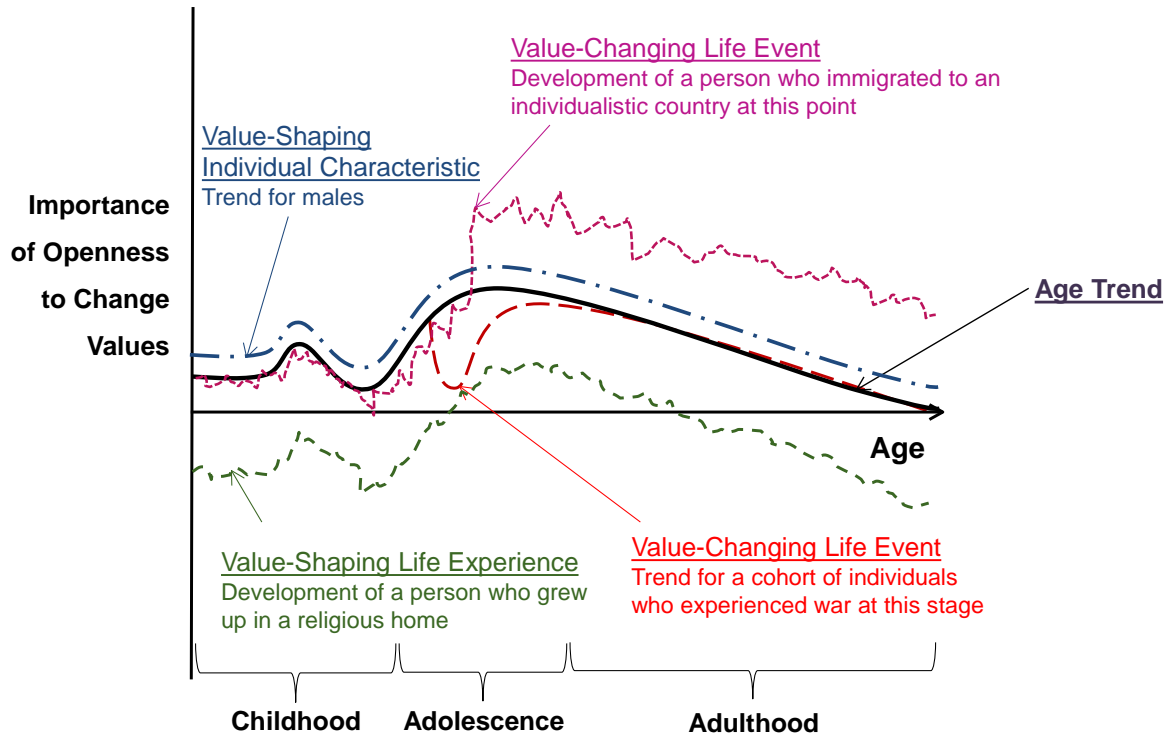 Value-Changing Life Event
Development of a person who immigrated to an
individualistic country at this point
Value-Shaping
Individual Characteristic
Trend for males
Importance
of Openness
to Change
Values
Age Trend
Age
Value-Shaping Life Experience
Development of a person who grew
up in a religious home
Value-Changing Life Event
Trend for a cohort of individuals
who experienced war at this stage
Childhood
Adolescence
Adulthood